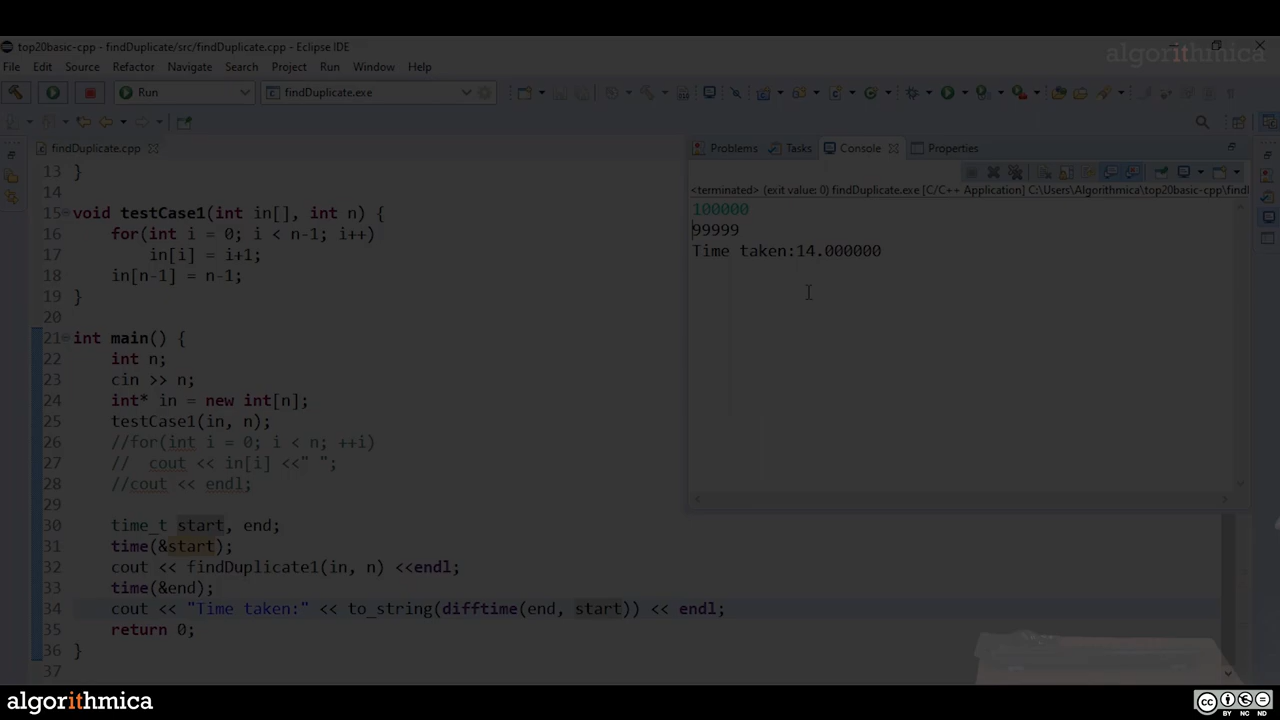 top20basic-cpp - findDuplicate/src/findDuplicate.cpp - Eclipse IDE
algorithmica
File Edit Source Refactor Navigate Search Project Run Window Help
Run findDuplicate.exe
findDuplicate.cpp
Problems Tasks Console Properties
<terminated> (exit value: 0) findDuplicate.exe [C/C++ Application] C:\Users\Algorithmica\top20basic-cpp\findl
100000
99999
Time taken:14.000000
13 }
14
15 void testCase1(int in[], int n) {
16 for(int i = 0; i < n-1; i++)
17 in[i] = i+1;
18 in[n-1] = n-1;
19 }
20
21 int main() {
22 int n;
23 cin >> n;
24 int* in = new int[n];
25 testCase1(in, n);
26 //for(int i = 0; i < n; ++i)
27 // cout << in[i] <<" ";
28 //cout << endl;
29
30 time_t start, end;
31 time(&start);
32 cout << findDuplicate1(in, n) <<endl;
33 time(&end);
34 cout << "Time taken:" << to_string(difftime(end, start)) << endl;
35 return 0;
36 }
37
algorithmica
cc BY NC ND